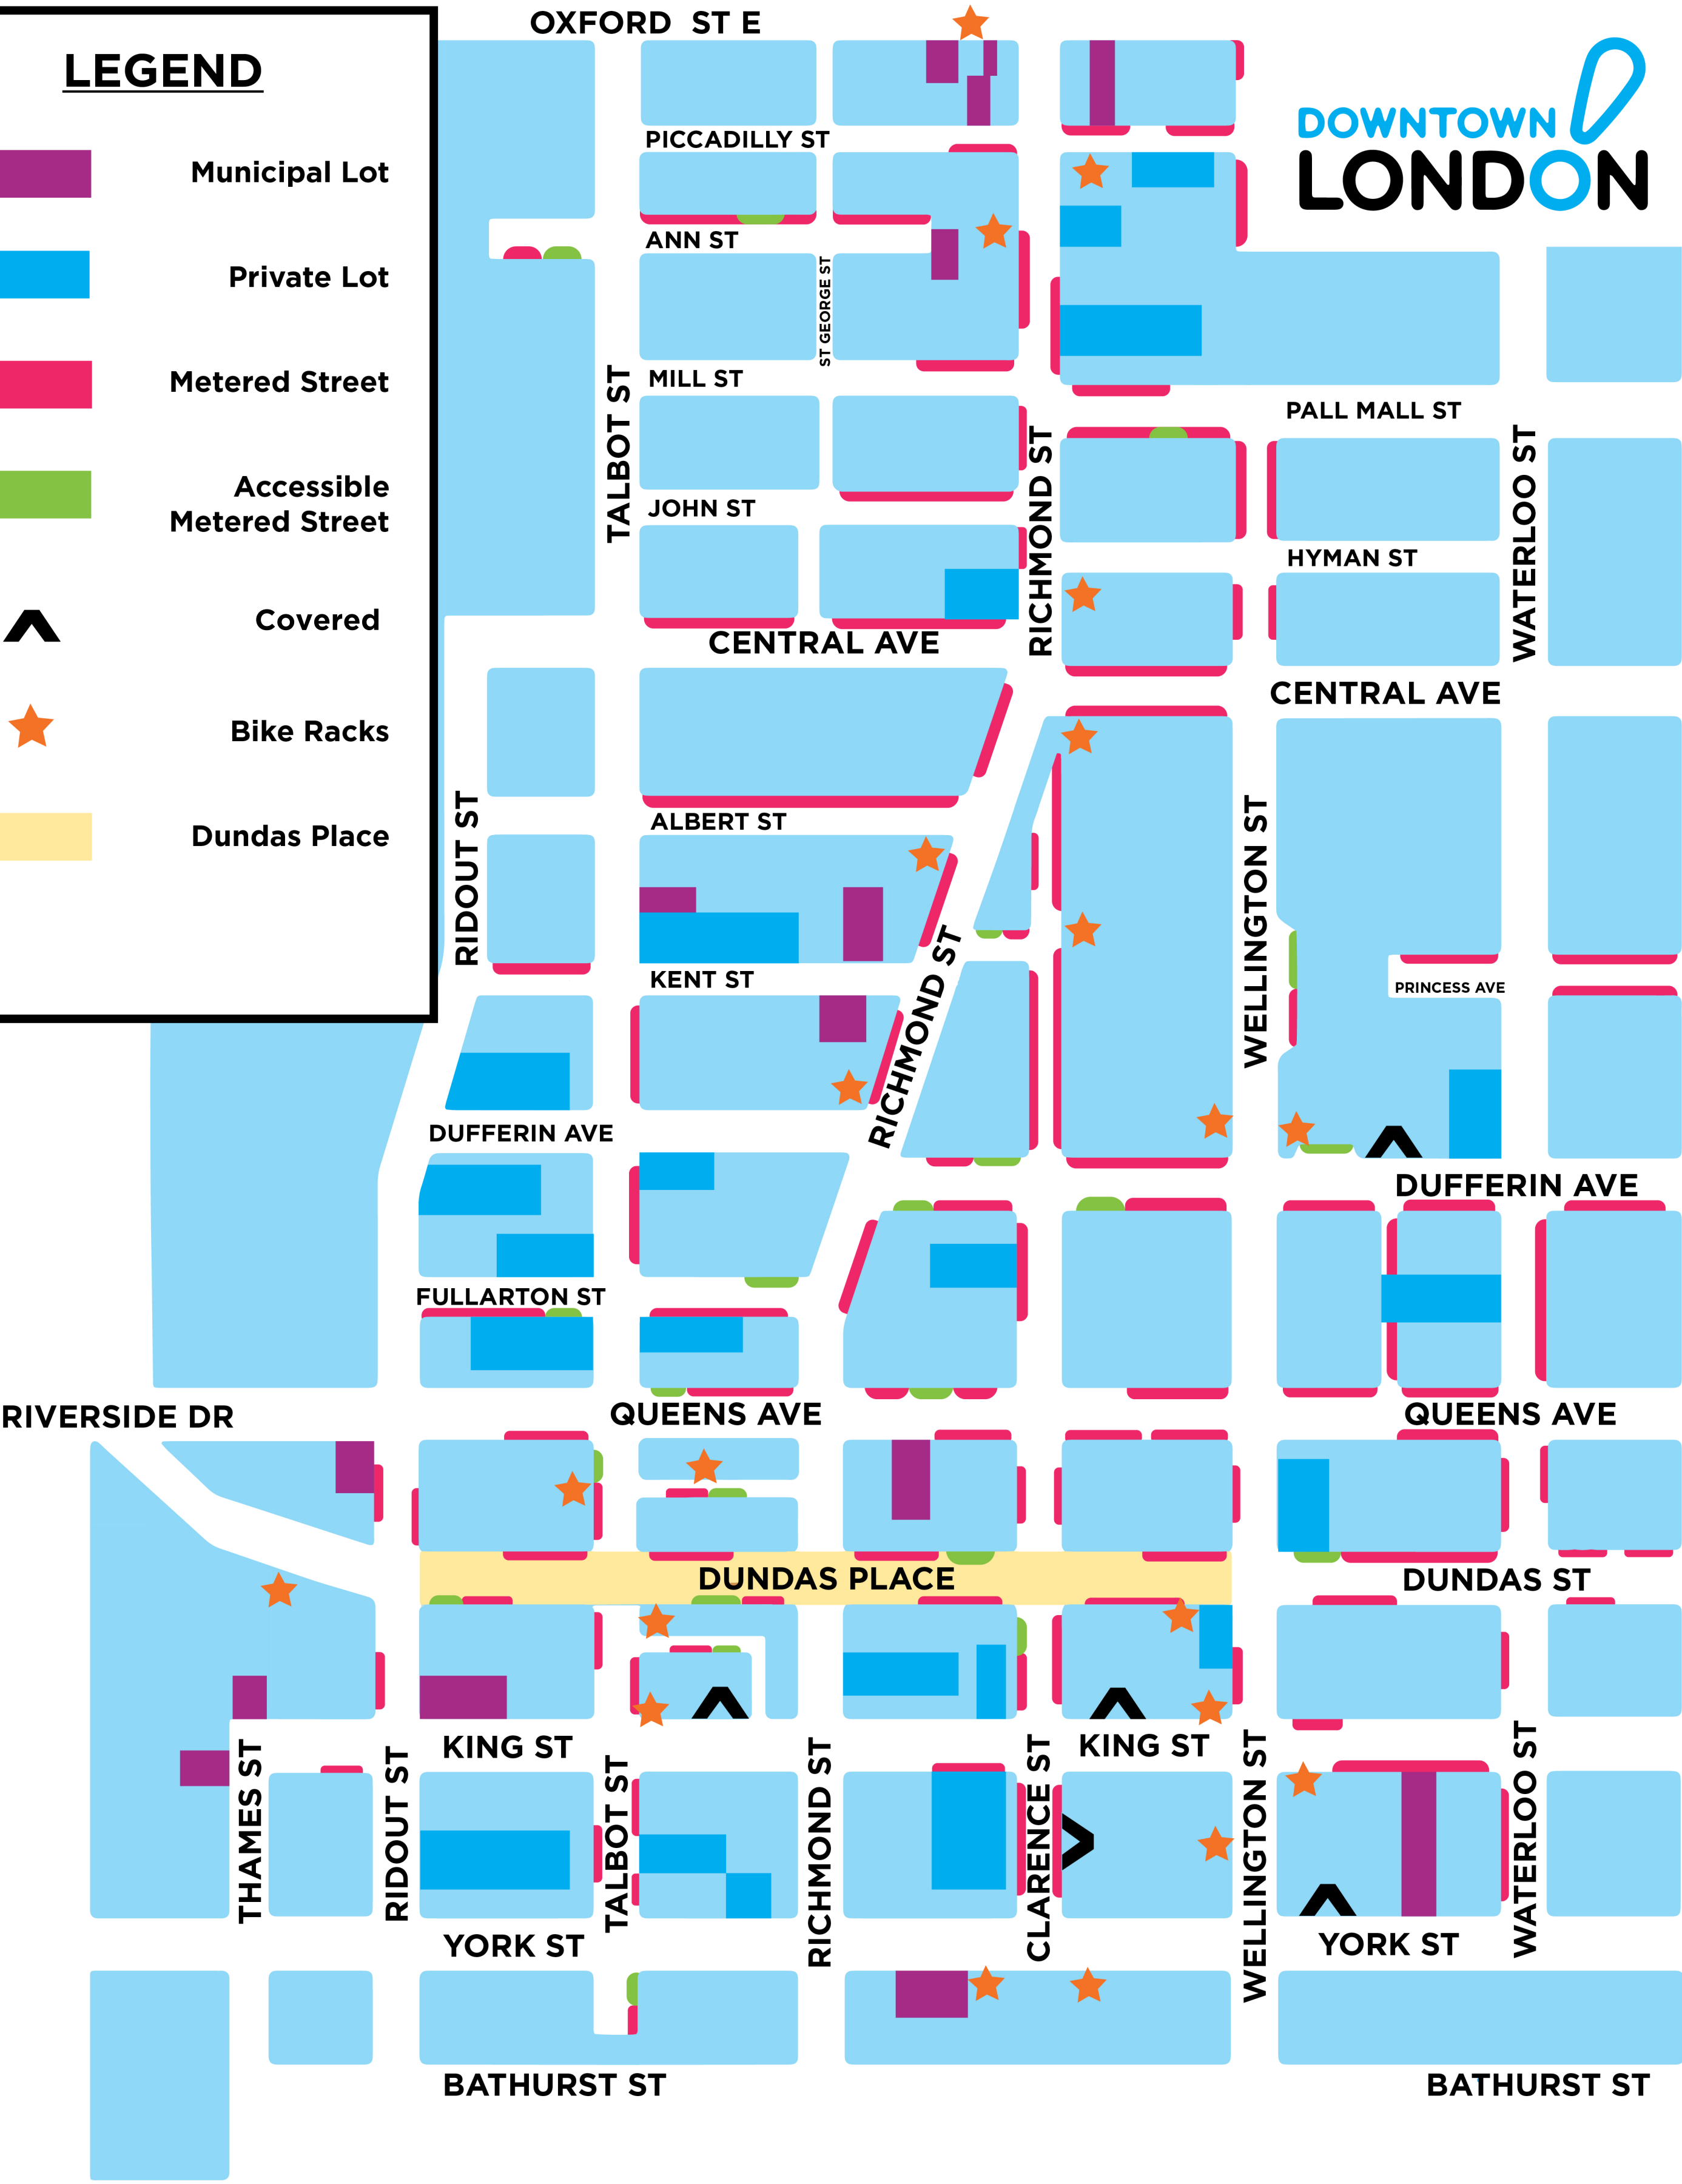 OXFORD ST E
LEGEND
Municipal Lot
Private Lot
Metered Street
Accessible
Metered Street
Covered
Bike Racks
Dundas Place
DOWNTOWN
LONDON
PICCADILLY ST
ANN ST
ST GEORGE ST
MILL ST
TALBOT ST
PALL MALL ST
JOHN ST
RICHMOND ST
WATERLOO ST
HYMAN ST
CENTRAL AVE
CENTRAL AVE
RIDOUT ST
ALBERT ST
WELLINGTON ST
KENT ST
RICHMOND ST
PRINCESS AVE
DUFFERIN AVE
DUFFERIN AVE
FULLARTON ST
RIVERSIDE DR
QUEENS AVE
QUEENS AVE
DUNDAS PLACE
DUNDAS ST
KING ST
KING ST
THAMES ST
RIDOUT ST
TALBOT ST
RICHMOND ST
CLARENCE ST
WELLINGTON ST
WATERLOO ST
YORK ST
YORK ST
BATHURST ST
BATHURST ST